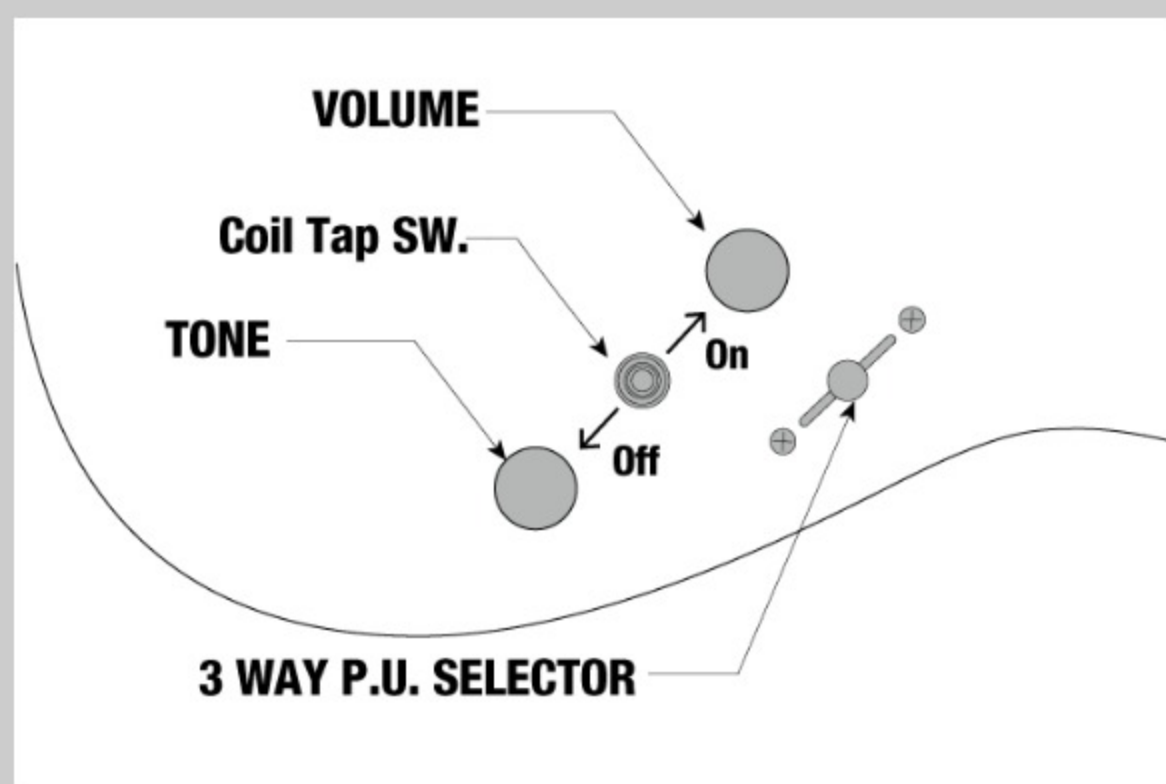 VOLUME
Coil Tap SW.
TONE
On
Off
3 WAY P.U. SELECTOR